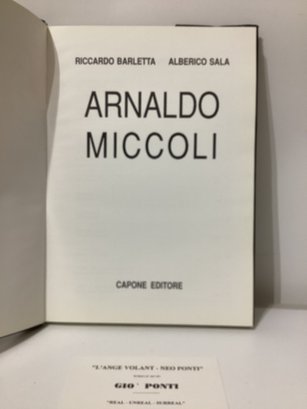 RICCARDO BARLETTA ALBERICO SALA
ARNALDO
MICCOLI
CAPONE EDITORE
"L'ANGE VOLANT - NEO PONTI"
GIO' PONTI
"REAL - UNREAL - SURREAL"